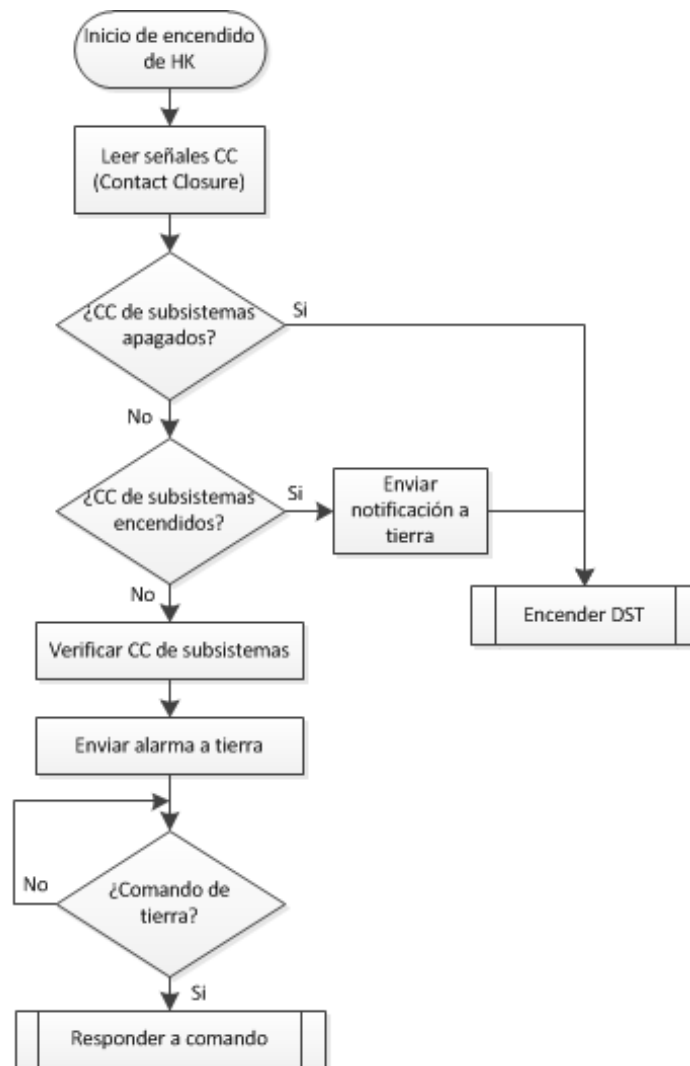 Inicio de encendido
de HK
Leer señales CC
(Contact Closure)
¿CC de subsistemas
apagados?
Si
No
¿CC de subsistemas
encendidos?
Si
Enviar
notificación a
tierra
No
Encender DST
Verificar CC de subsistemas
Enviar alarma a tierra
No
¿Comando de
tierra?
Si
Responder a comando